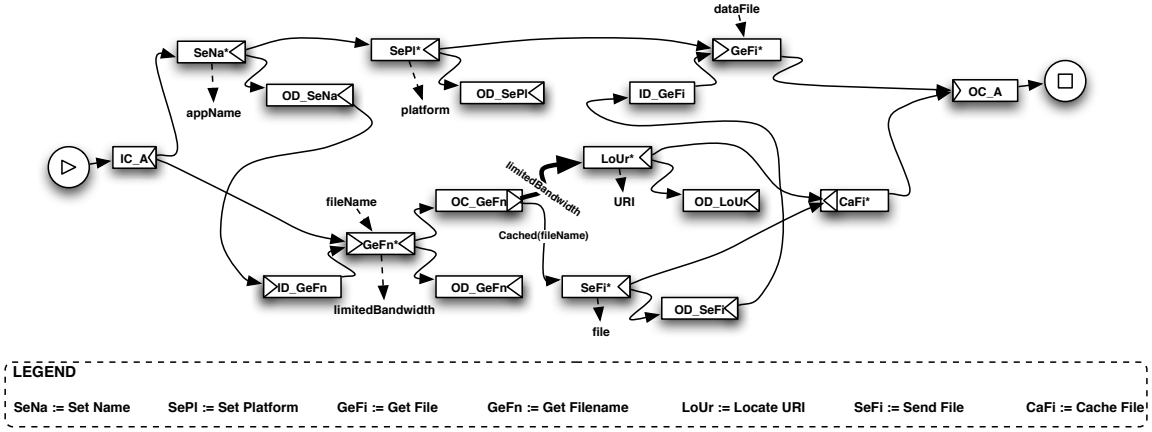 dataFile
SeNa*
SePl*
GeFi*
OD_SeNa
OD_SePl
ID_GeFi
OC_A
appName
platform
IC_A
LoUr*
limitedBandwidth
fileName
OC_GeFn
URI
OD_LoUr
CaFi*
Cached(fileName)
GeFn*
ID_GeFn
OD_GeFn
SeFi*
OD_SeFi
limitedBandwidth
file
LEGEND
SeNa := Set Name SePl := Set Platform GeFi := Get File GeFn := Get Filename LoUr := Locate URI SeFi := Send File CaFi := Cache File